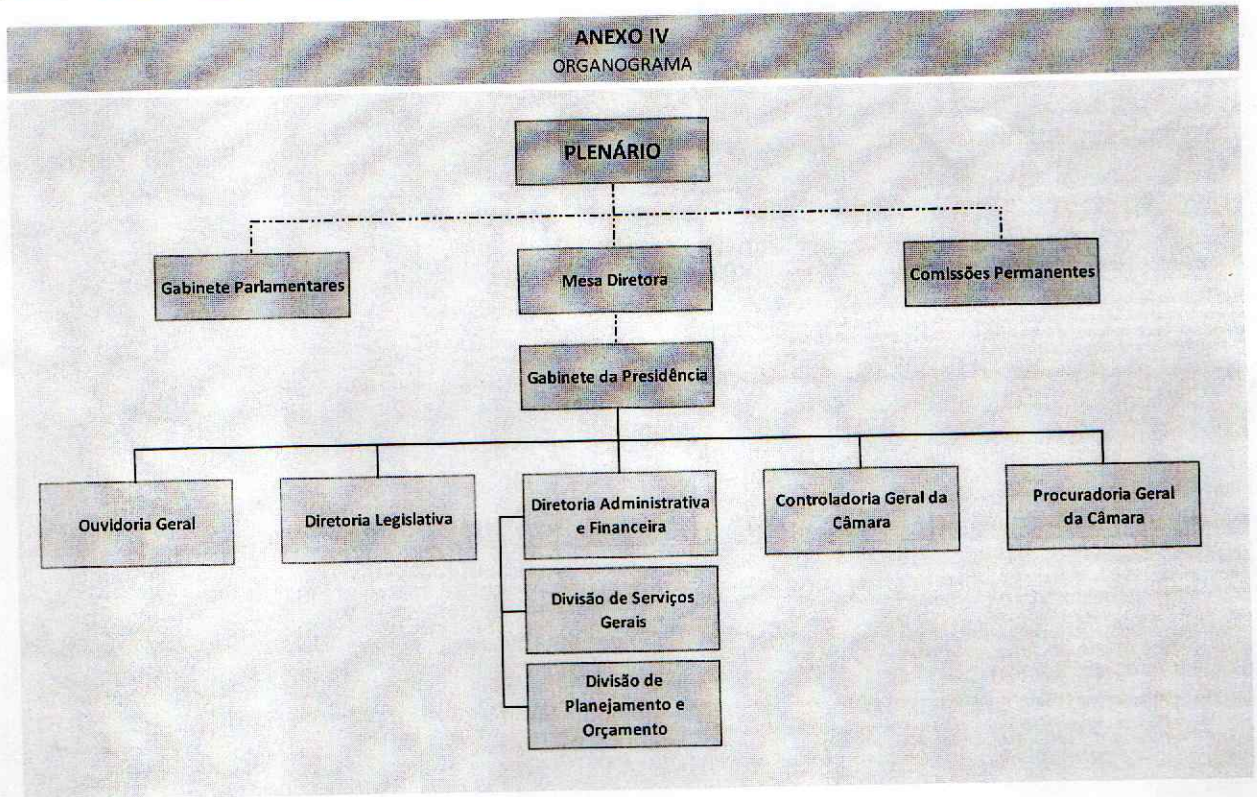 ANEXO IV
ORGANOGRAMA
PLENÁRIO
Gabinete Parlamentares
Mesa Diretora
Comissões Permanentes
Gabinete da Presidência
Ouvidoria Geral
Diretoria Legislativa
Diretoria Administrativa
e Financeira
Controladoria Geral da
Câmara
Procuradoria Geral
da Câmara
Divisão de Serviços
Gerais
Divisão de
Planejamento e
Orçamento